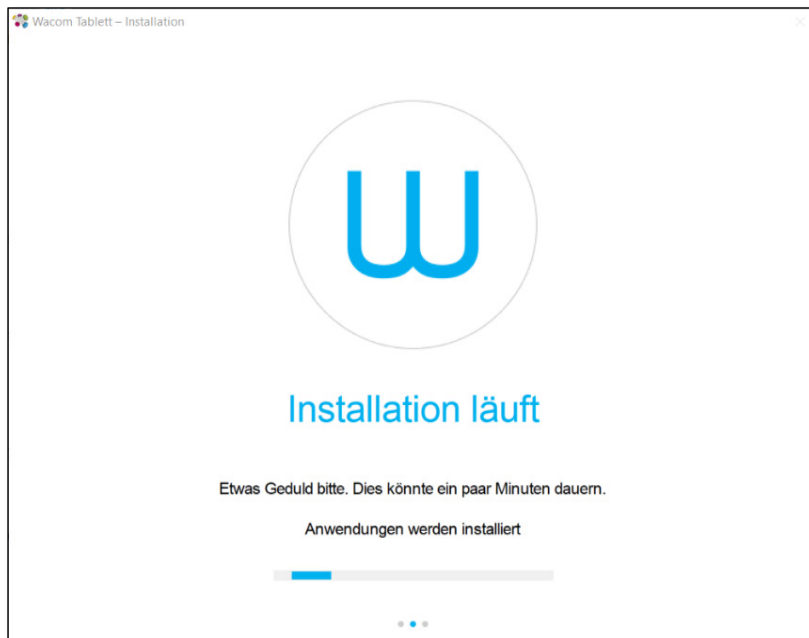 Wacom Tablett – Installation
Installation läuft
Etwas Geduld bitte. Dies könnte ein paar Minuten dauern.
Anwendungen werden installiert